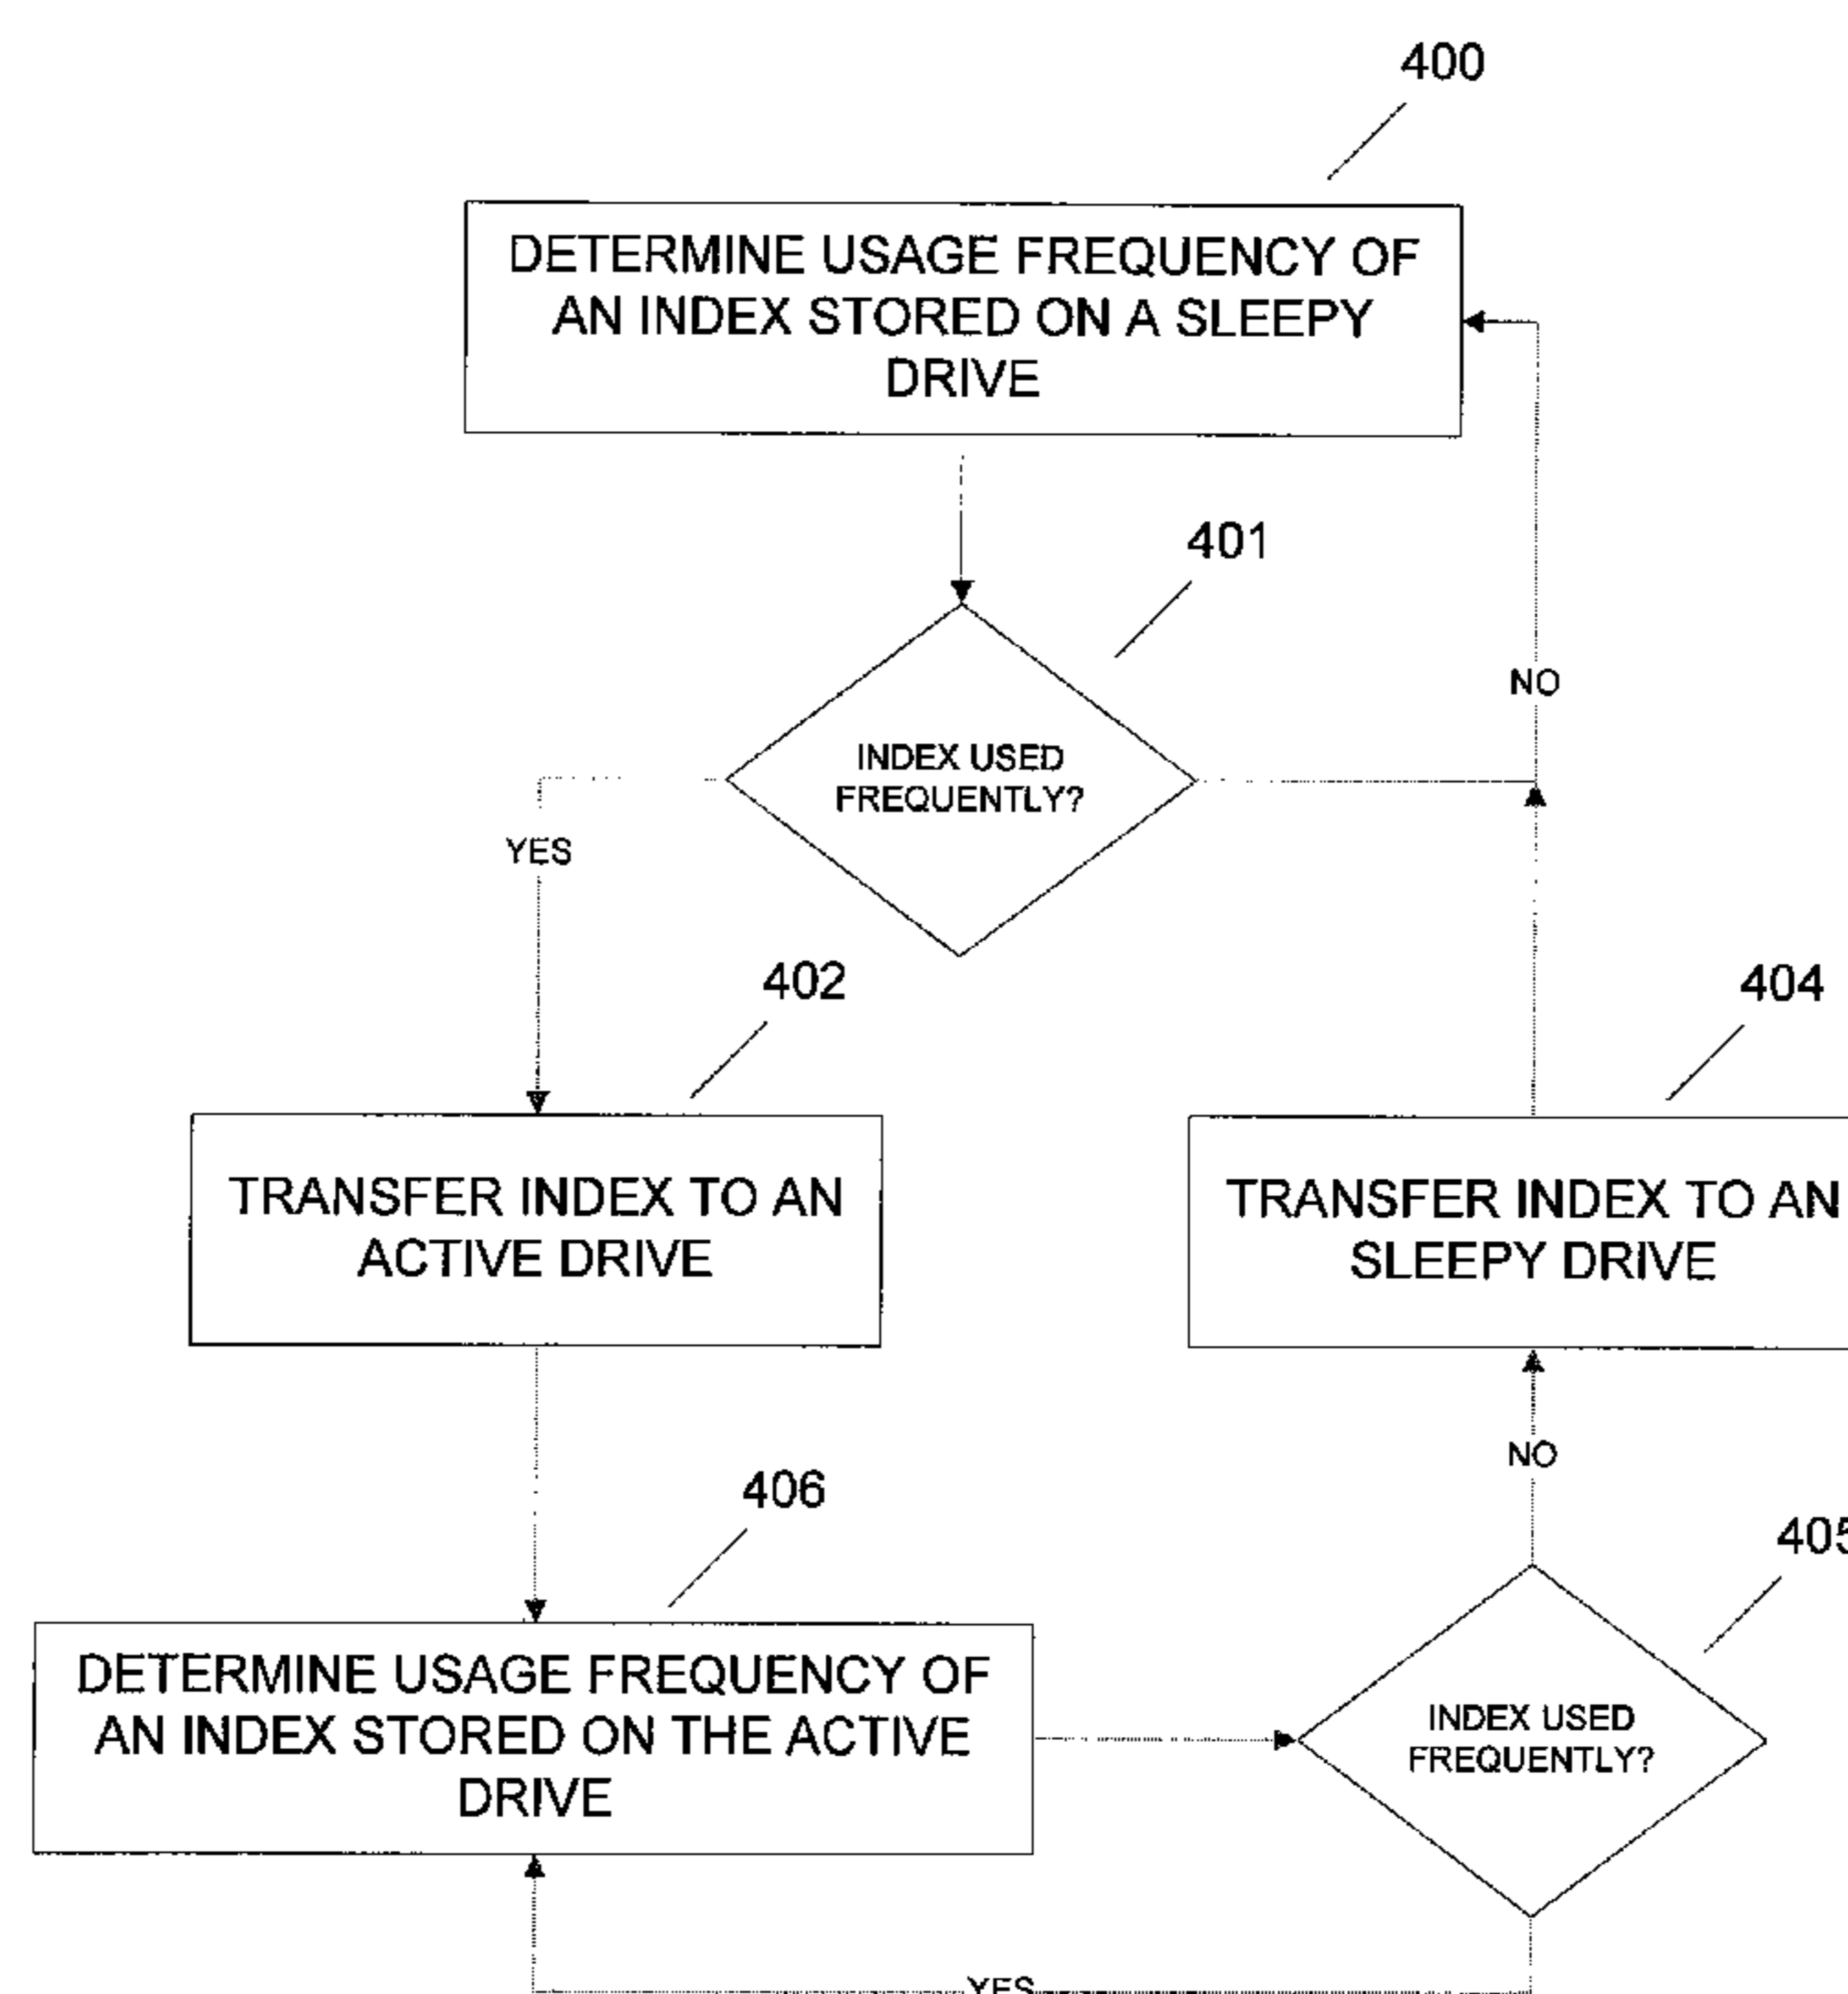 400
DETERMINE USAGE FREQUENCY OF
AN INDEX STORED ON A SLEEPY
DRIVE
401
NO
INDEX USED
FREQUENTLY?
YES
402
404
TRANSFER INDEX TO AN
ACTIVE DRIVE
TRANSFER INDEX TO AN
SLEEPY DRIVE
NO
406
405
DETERMINE USAGE FREQUENCY OF
AN INDEX STORED ON THE ACTIVE
DRIVE
INDEX USED
FREQUENTLY?
YES